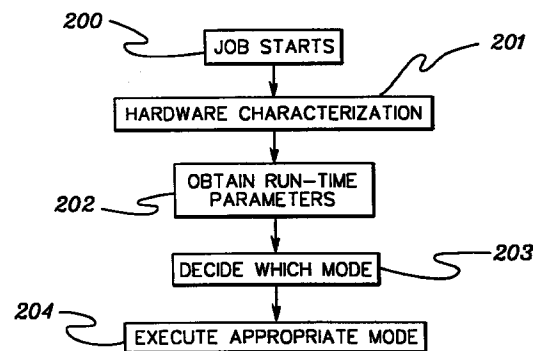 200
JOB STARTS
201
HARDWARE CHARACTERIZATION
OBTAIN RUN-TIME
PARAMETERS
202
DECIDE WHICH MODE
203
204
EXECUTE APPROPRIATE MODE